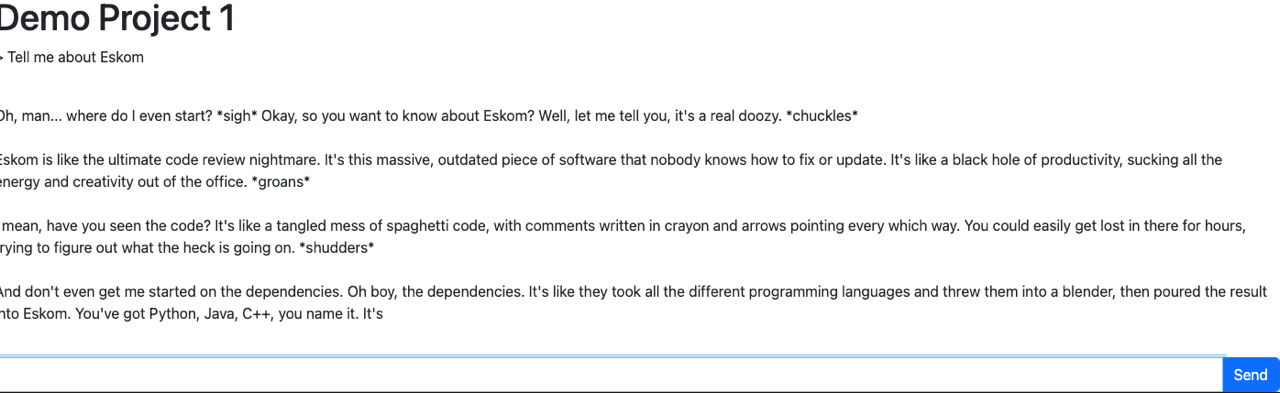 Demo Project 1
> Tell me about Eskom
Oh, man... where do I even start? *sigh* Okay, so you want to know about Eskom? Well, let me tell you, it's a real doozy. *chuckles*
Eskom is like the ultimate code review nightmare. It's this massive, outdated piece of software that nobody knows how to fix or update. It's like a black hole of productivity, sucking all the
energy and creativity out of the office. *groans*
I mean, have you seen the code? It's like a tangled mess of spaghetti code, with comments written in crayon and arrows pointing every which way. You could easily get lost in there for hours,
trying to figure out what the heck is going on. *shudders*
And don't even get me started on the dependencies. Oh boy, the dependencies. It's like they took all the different programming languages and threw them into a blender, then poured the result
into Eskom. You've got Python, Java, C++, you name it. It's
Send